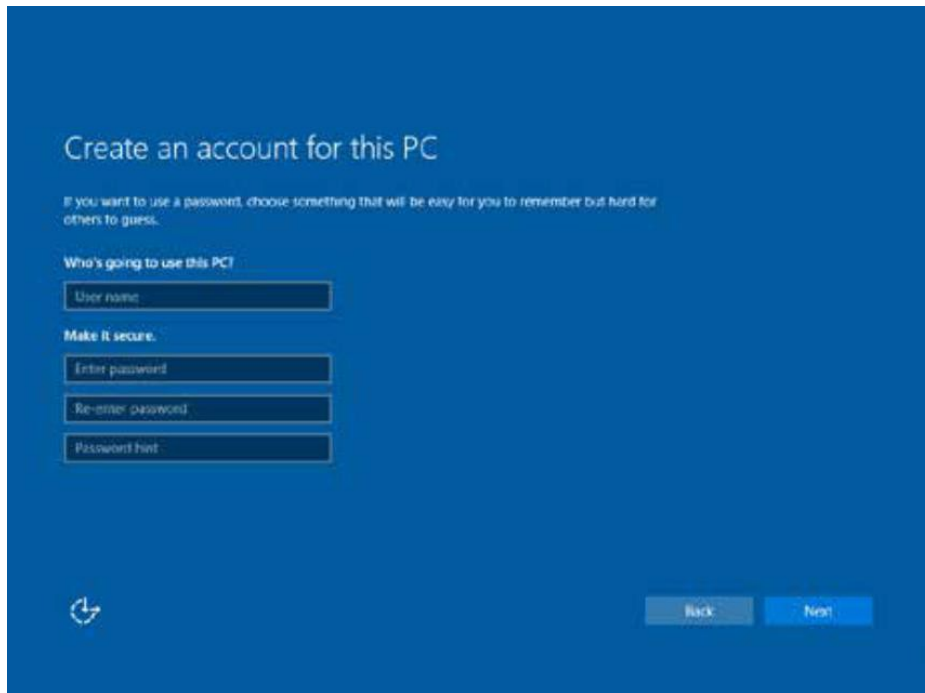 Create an account for this PC
If you want to use a password, choose something that will be easy for you to remember but hard for
others to guess.
Who's going to use this PC?
User name
Make it secure.
Enter password
Re-enter password
Password hint
Back
Next